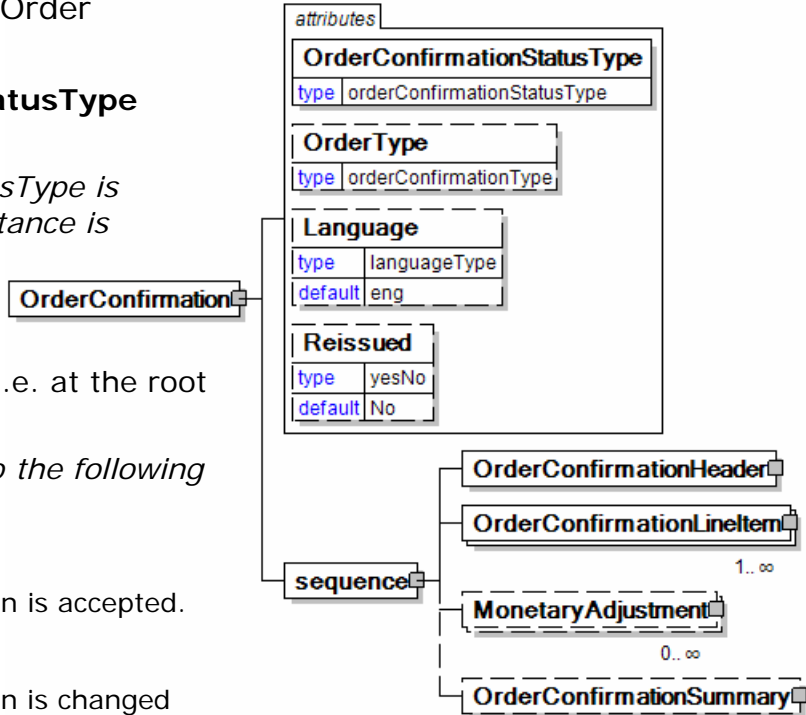 Order
atusType
sType is
tance is
.e. at the root
o the following
n is accepted.
n is changed
attributes
OrderConfirmationStatusType
type orderConfirmationStatusType
OrderType
type orderConfirmationType
Language
type languageType
default eng
OrderConfirmation
Reissued
type yesNo
default No
OrderConfirmationHeader
OrderConfirmationLineItem
1.. ∞
sequence
MonetaryAdjustment
0.. ∞
OrderConfirmationSummary